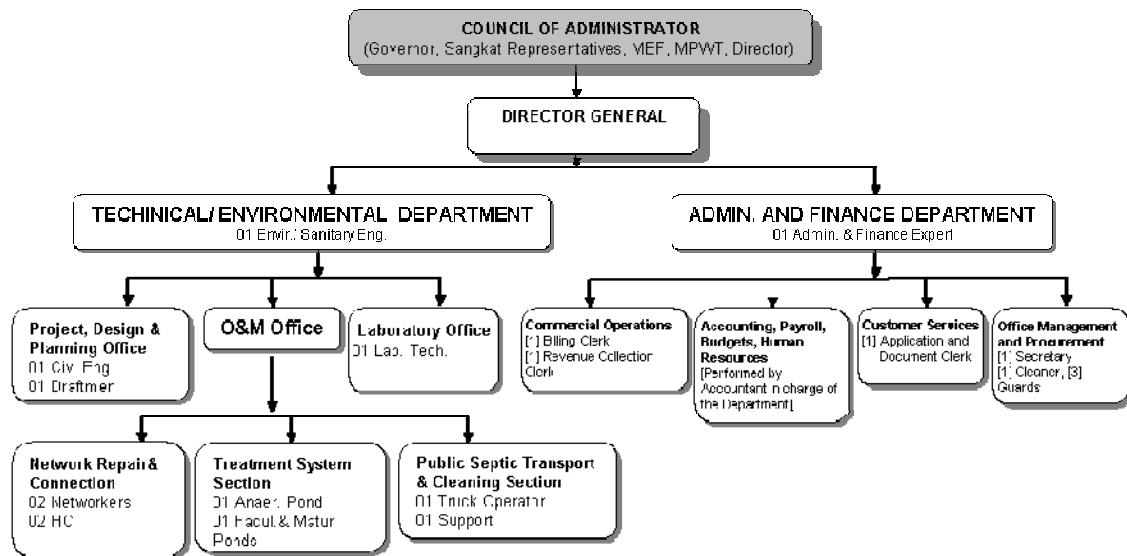 COUNCIL OF ADMINISTRATOR
(Governor, Sangkat Representatives, MEF, MPWT, Director)
DIRECTOR GENERAL
TECHINICAL/ ENVIRONMENTAL DEPARTMENT
01 Envir./ Sanitary Eng.
ADMIN. AND FINANCE DEPARTMENT
01 Admin. & Finance Expert
Project, Design &
Planning Office
01 Civ. Eng
01 Draftmer
O&M Office
Laboratory Office
01 Lab. Tech.
Commercial Operations
[1] Billing Clerk
[1] Revenue Collection
Clerk
Accounting, Payroll,
Budgets, Human
Resources
[Performed by
Accountant in charge of
the Department]
Customer Services
[1] Application and
Document Clerk
Office Management
and Procurement
[1] Secretary
[1] Cleaner, [3]
Guards
Network Repair &
Connection
02 Networkers
02 HC
Treatment System
Section
01 Anaer. Pond
01 Facul. & Matur
Ponds
Public Septic Transport
& Cleaning Section
01 Truck Operator
01 Support